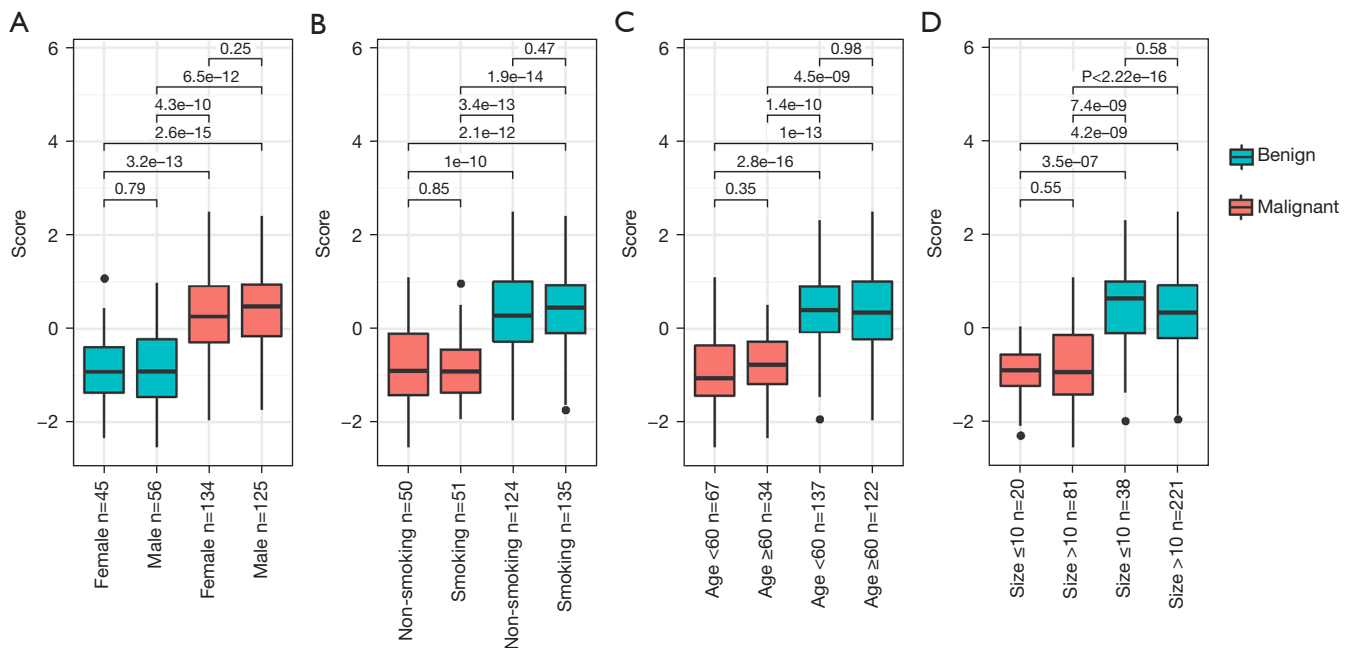 A
6
4
2
0
−2
Score
0.25
6.5e−12
4.3e−10
2.6e−15
3.2e−13
0.79
Female n=45
Male n=56
Female n=134
Male n=125
B
6
4
2
0
−2
Score
0.47
1.9e−14
3.4e−13
2.1e−12
1e−10
0.85
Non-smoking n=50
Smoking n=51
Non-smoking n=124
Smoking n=135
C
6
4
2
0
−2
Score
0.98
4.5e−09
1.4e−10
1e−13
2.8e−16
0.35
Age <60 n=67
Age ≥60 n=34
Age <60 n=137
Age ≥60 n=122
D
6
4
2
0
−2
Score
0.58
P<2.22e−16
7.4e−09
4.2e−09
3.5e−07
0.55
Size ≤10 n=20
Size >10 n=81
Size ≤10 n=38
Size >10 n=221
Benign
Malignant